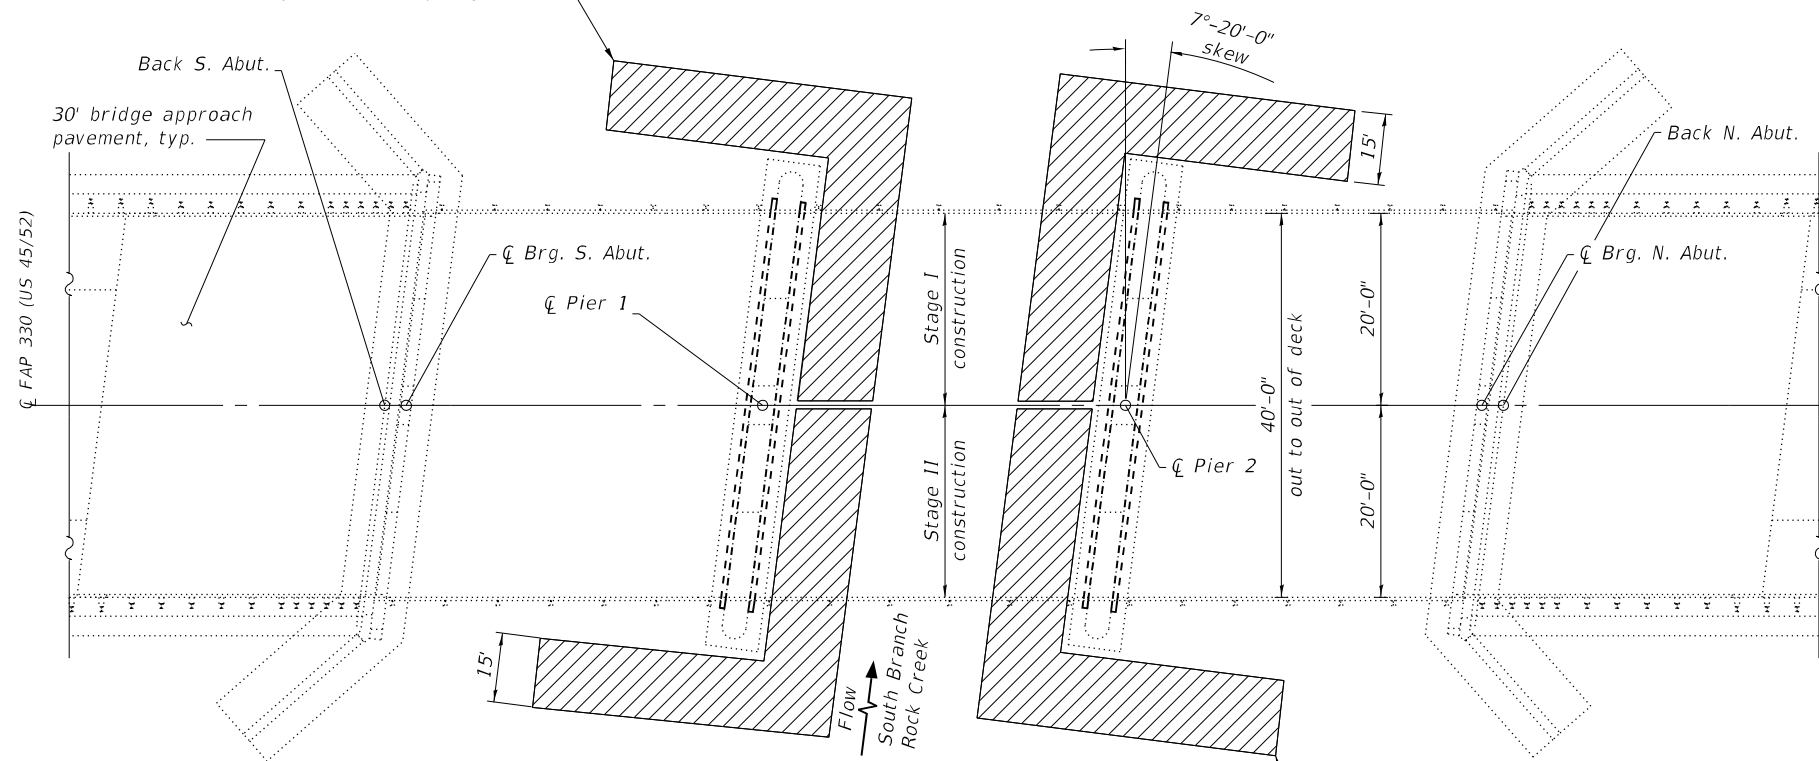 7°-20'-0"
skew
Back S. Abut.
30' bridge approach
pavement, typ.
15'
Back N. Abut.
℄ FAP 330 (US 45/52)
℄ Brg. S. Abut.
℄ Brg. N. Abut.
℄ Pier 1
Stage I
construction
20'-0"
40'-0"
out to out of deck
Stage II
construction
℄ Pier 2
20'-0"
15'
Flow
South Branch
Rock Creek